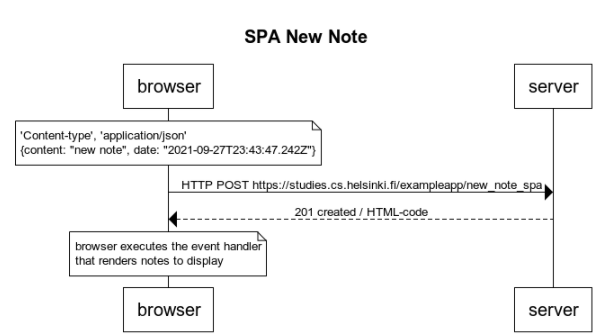 SPA New Note
browser
server
'Content-type', 'application/json'
{content: "new note", date: "2021-09-27T23:43:47.242Z"}
HTTP POST https://studies.cs.helsinki.fi/exampleapp/new_note_spa
201 created / HTML-code
browser executes the event handler
that renders notes to display
browser
server